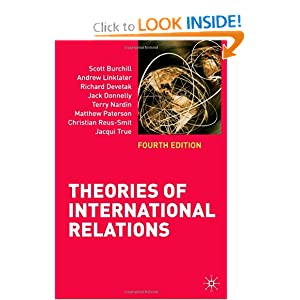 Click to LOOK INSIDE!
Scott Burchill
Andrew Linklater
Richard Devetak
Jack Donnelly
Terry Nardin
Matthew Paterson
Christian Reus-Smit
Jacqui True
FOURTH EDITION
THEORIES OF
INTERNATIONAL
RELATIONS